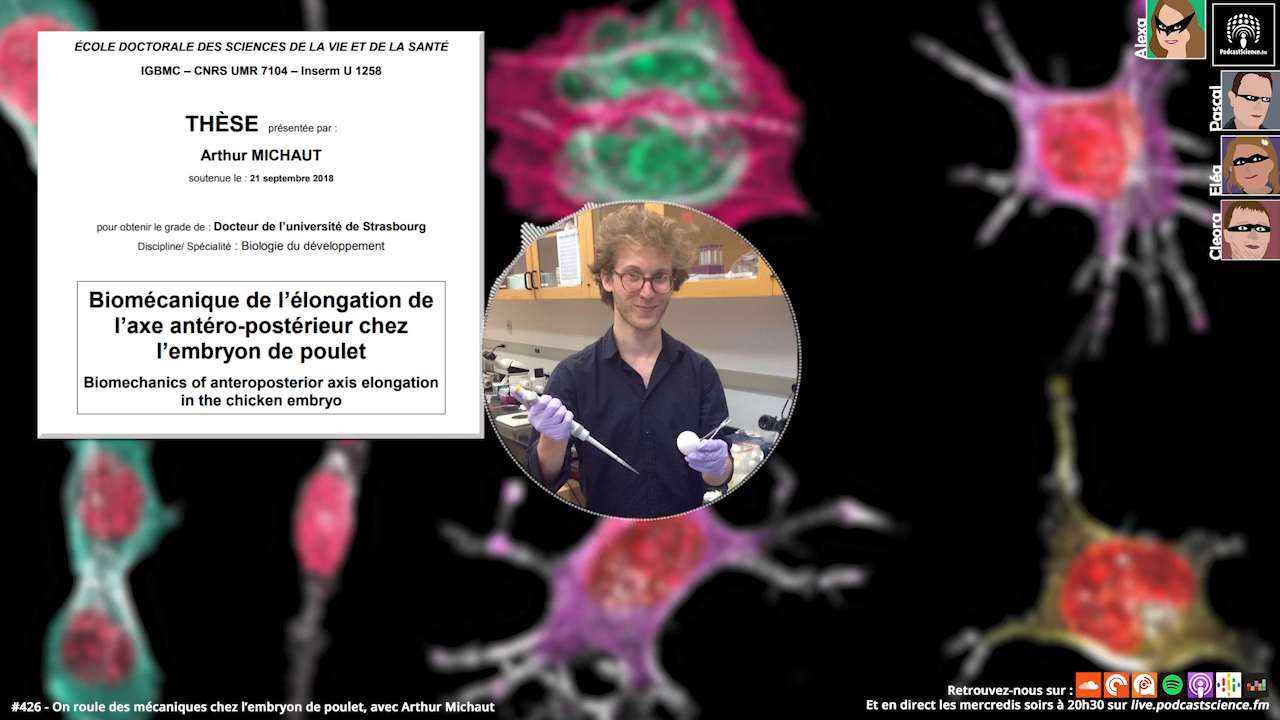 ÉCOLE DOCTORALE DES SCIENCES DE LA VIE ET DE LA SANTÉ
IGBMC – CNRS UMR 7104 – Inserm U 1258
THÈSE présentée par :
Arthur MICHAUT
soutenue le : 21 septembre 2018
pour obtenir le grade de : Docteur de l'université de Strasbourg
Discipline/ Spécialité : Biologie du développement
Biomécanique de l'élongation de
l'axe antéro-postérieur chez
l'embryon de poulet
Biomechanics of anteroposterior axis elongation
in the chicken embryo
Alexa
PodcastScience.fm
Pascal
Eléa
Cleora
#426 - On roule des mécaniques chez l'embryon de poulet, avec Arthur Michaut
Retrouvez-nous sur :
Et en direct les mercredis soirs à 20h30 sur live.podcastscience.fm